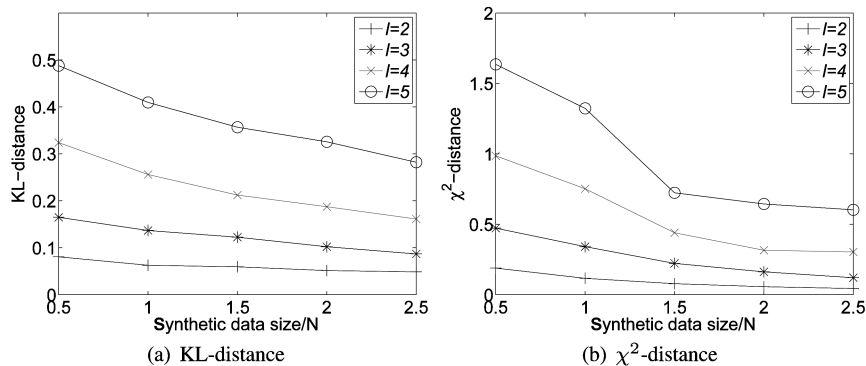 l=2
l=3
l=4
l=5
0.5
0.4
0.3
0.2
0.1
0
KL−distance
0.5 1 1.5 2 2.5
Synthetic data size/N
(a) KL-distance
2
l=2
l=3
l=4
l=5
1.5
1
0.5
0
χ²−distance
0.5 1 1.5 2 2.5
Synthetic data size/N
(b) χ²-distance